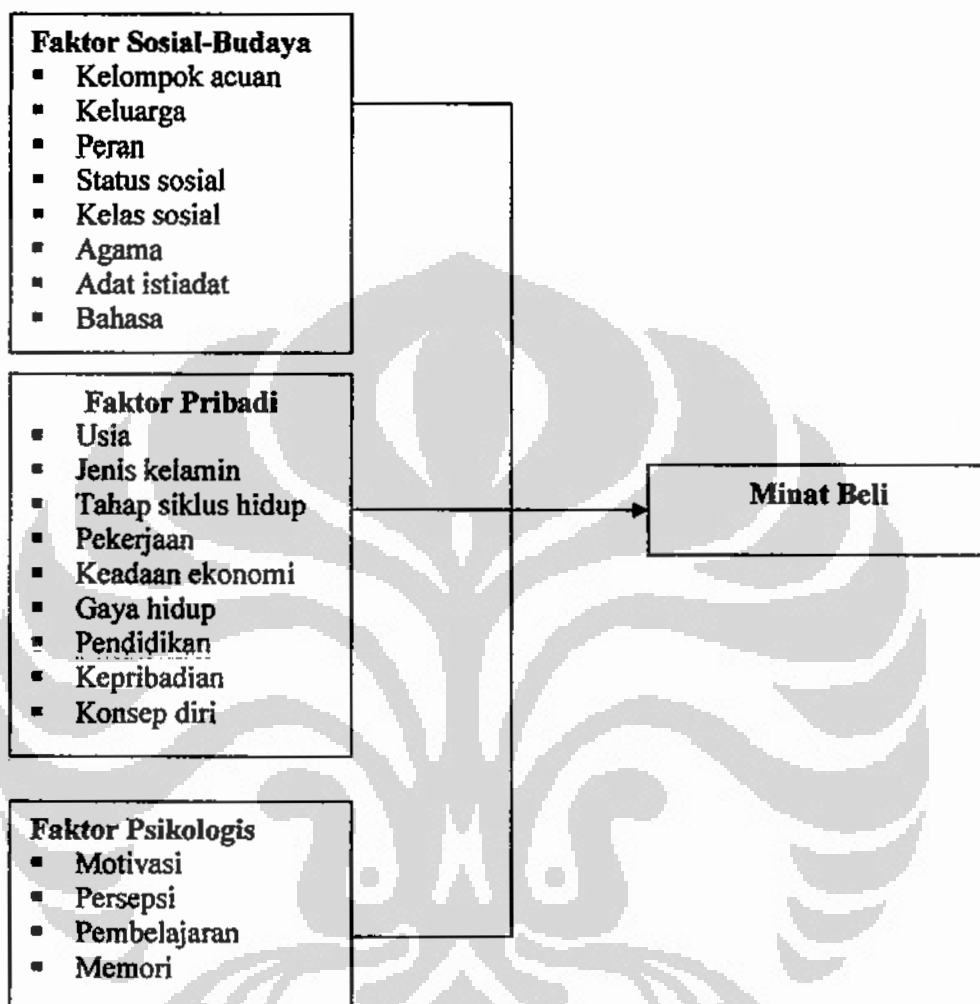 Faktor Sosial-Budaya
▪ Kelompok acuan
▪ Keluarga
▪ Peran
▪ Status sosial
▪ Kelas sosial
▪ Agama
▪ Adat istiadat
▪ Bahasa
Faktor Pribadi
▪ Usia
▪ Jenis kelamin
▪ Tahap siklus hidup
▪ Pekerjaan
▪ Keadaan ekonomi
▪ Gaya hidup
▪ Pendidikan
▪ Kepribadian
▪ Konsep diri
Minat Beli
Faktor Psikologis
▪ Motivasi
▪ Persepsi
▪ Pembelajaran
▪ Memori